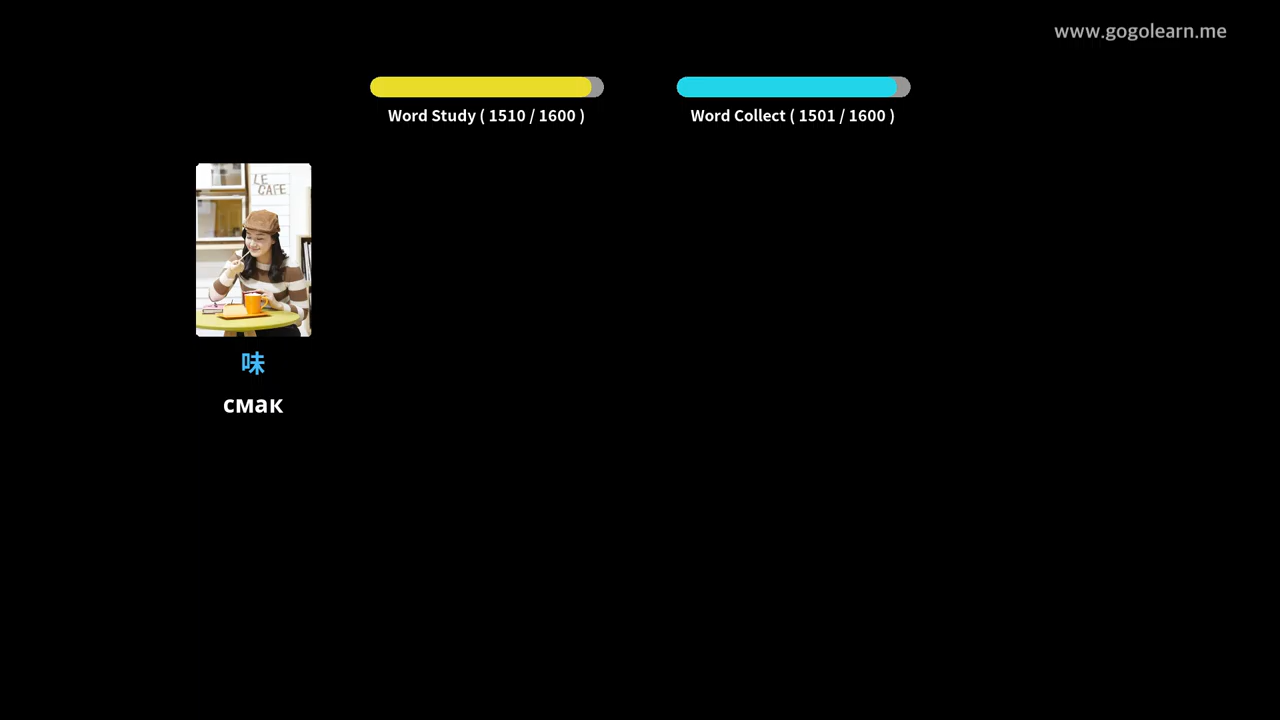 www.gogolearn.me
Word Study ( 1510 / 1600 )
Word Collect ( 1501 / 1600 )
LE
CAFE
味
смак